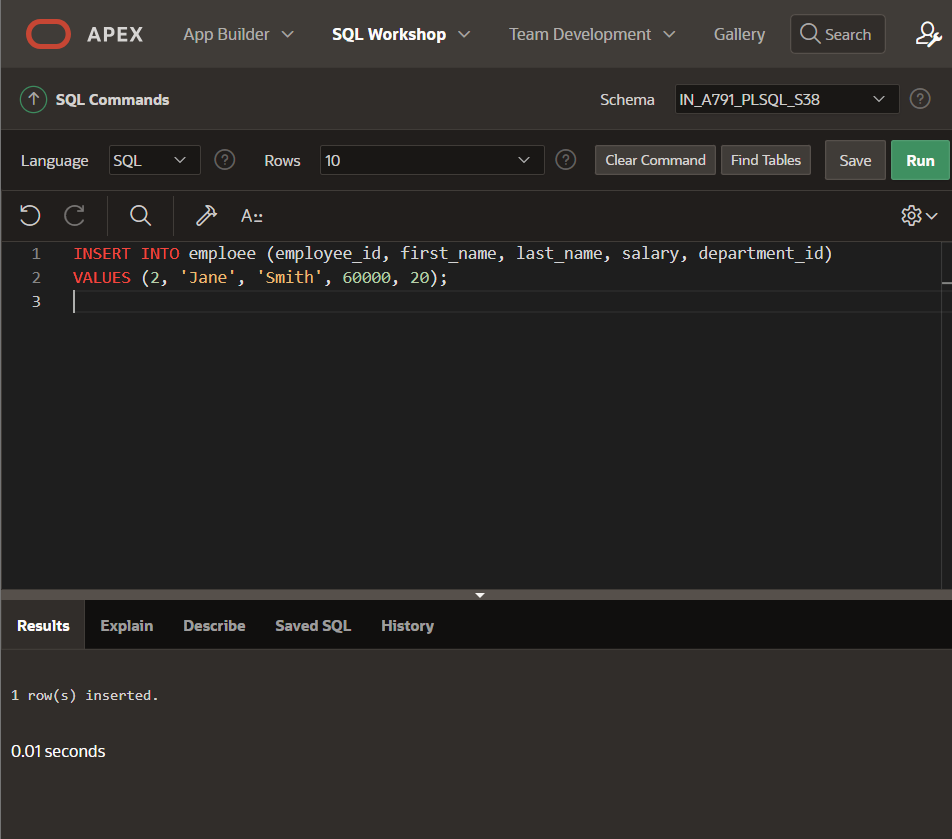 APEX App Builder SQL Workshop Team Development Gallery Search
SQL Commands Schema IN_A791_PLSQL_S38 ?
Language SQL ? Rows 10 ? Clear Command Find Tables Save Run
A::
1 INSERT INTO emploee (employee_id, first_name, last_name, salary, department_id)
2 VALUES (2, 'Jane', 'Smith', 60000, 20);
3
Results Explain Describe Saved SQL History
1 row(s) inserted.
0.01 seconds